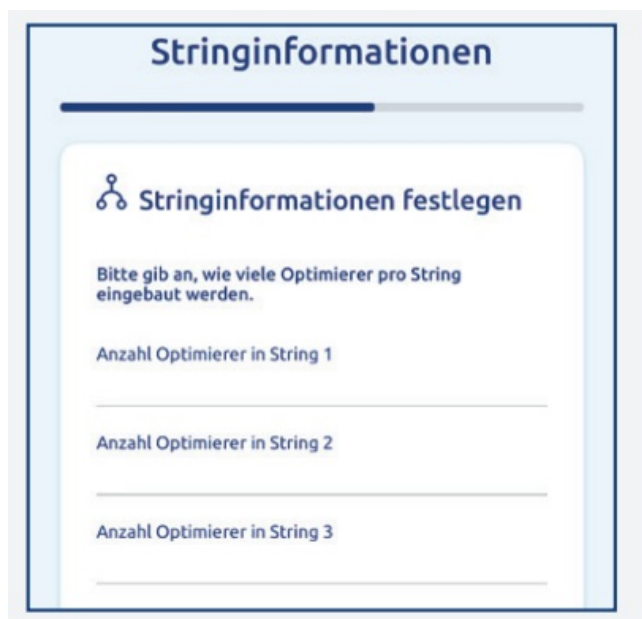 Stringinformationen
Stringinformationen festlegen
Bitte gib an, wie viele Optimierer pro String
eingebaut werden.
Anzahl Optimierer in String 1
Anzahl Optimierer in String 2
Anzahl Optimierer in String 3